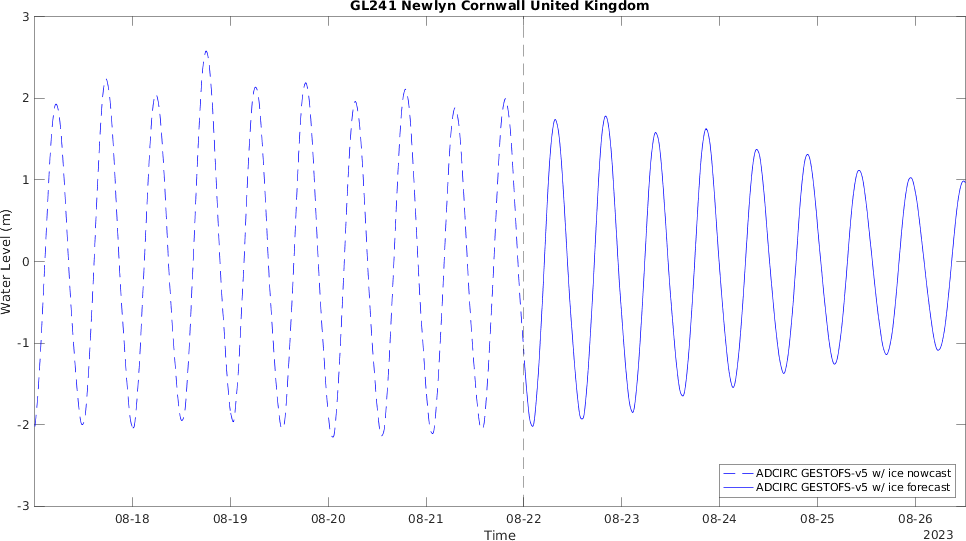 GL241 Newlyn Cornwall United Kingdom
3
2
1
0
-1
-2
-3
Water Level (m)
ADCIRC GESTOFS-v5 w/ ice nowcast
ADCIRC GESTOFS-v5 w/ ice forecast
08-18 08-19 08-20 08-21 08-22 08-23 08-24 08-25 08-26
Time
2023